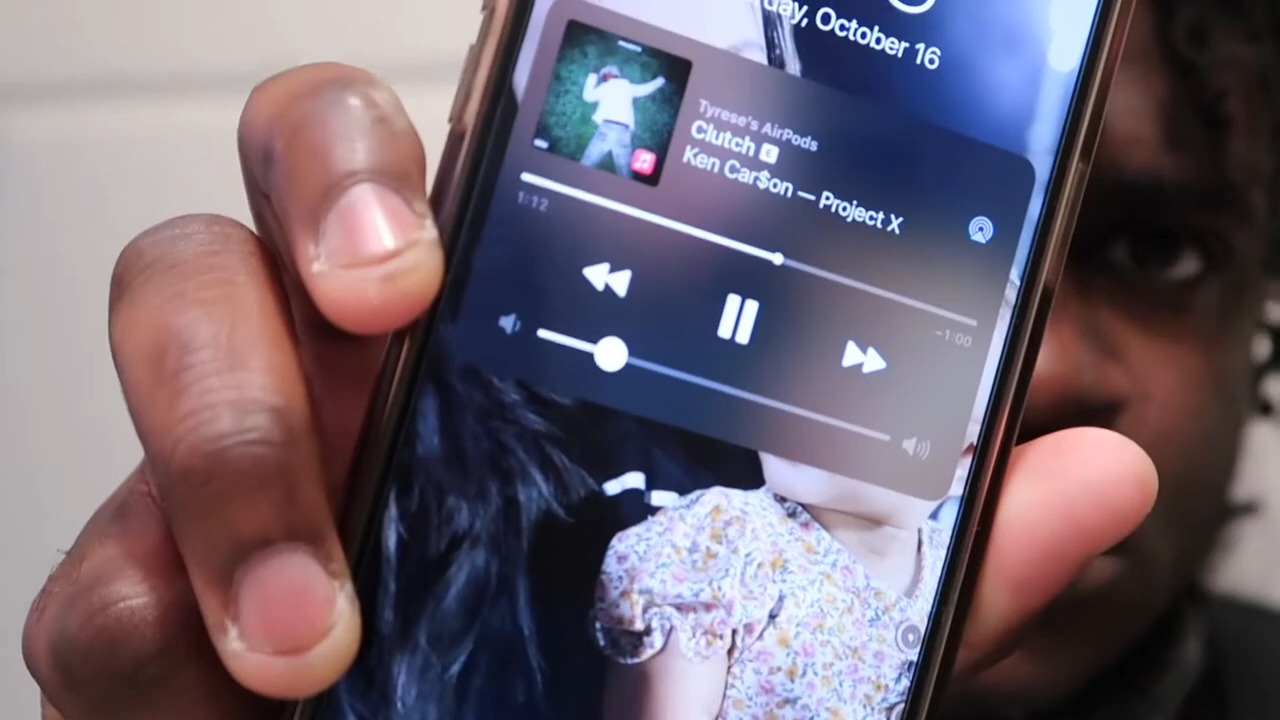 day, October 16
Tyrese's AirPods
Clutch E
Ken Car$on — Project X
1:12
-1:00